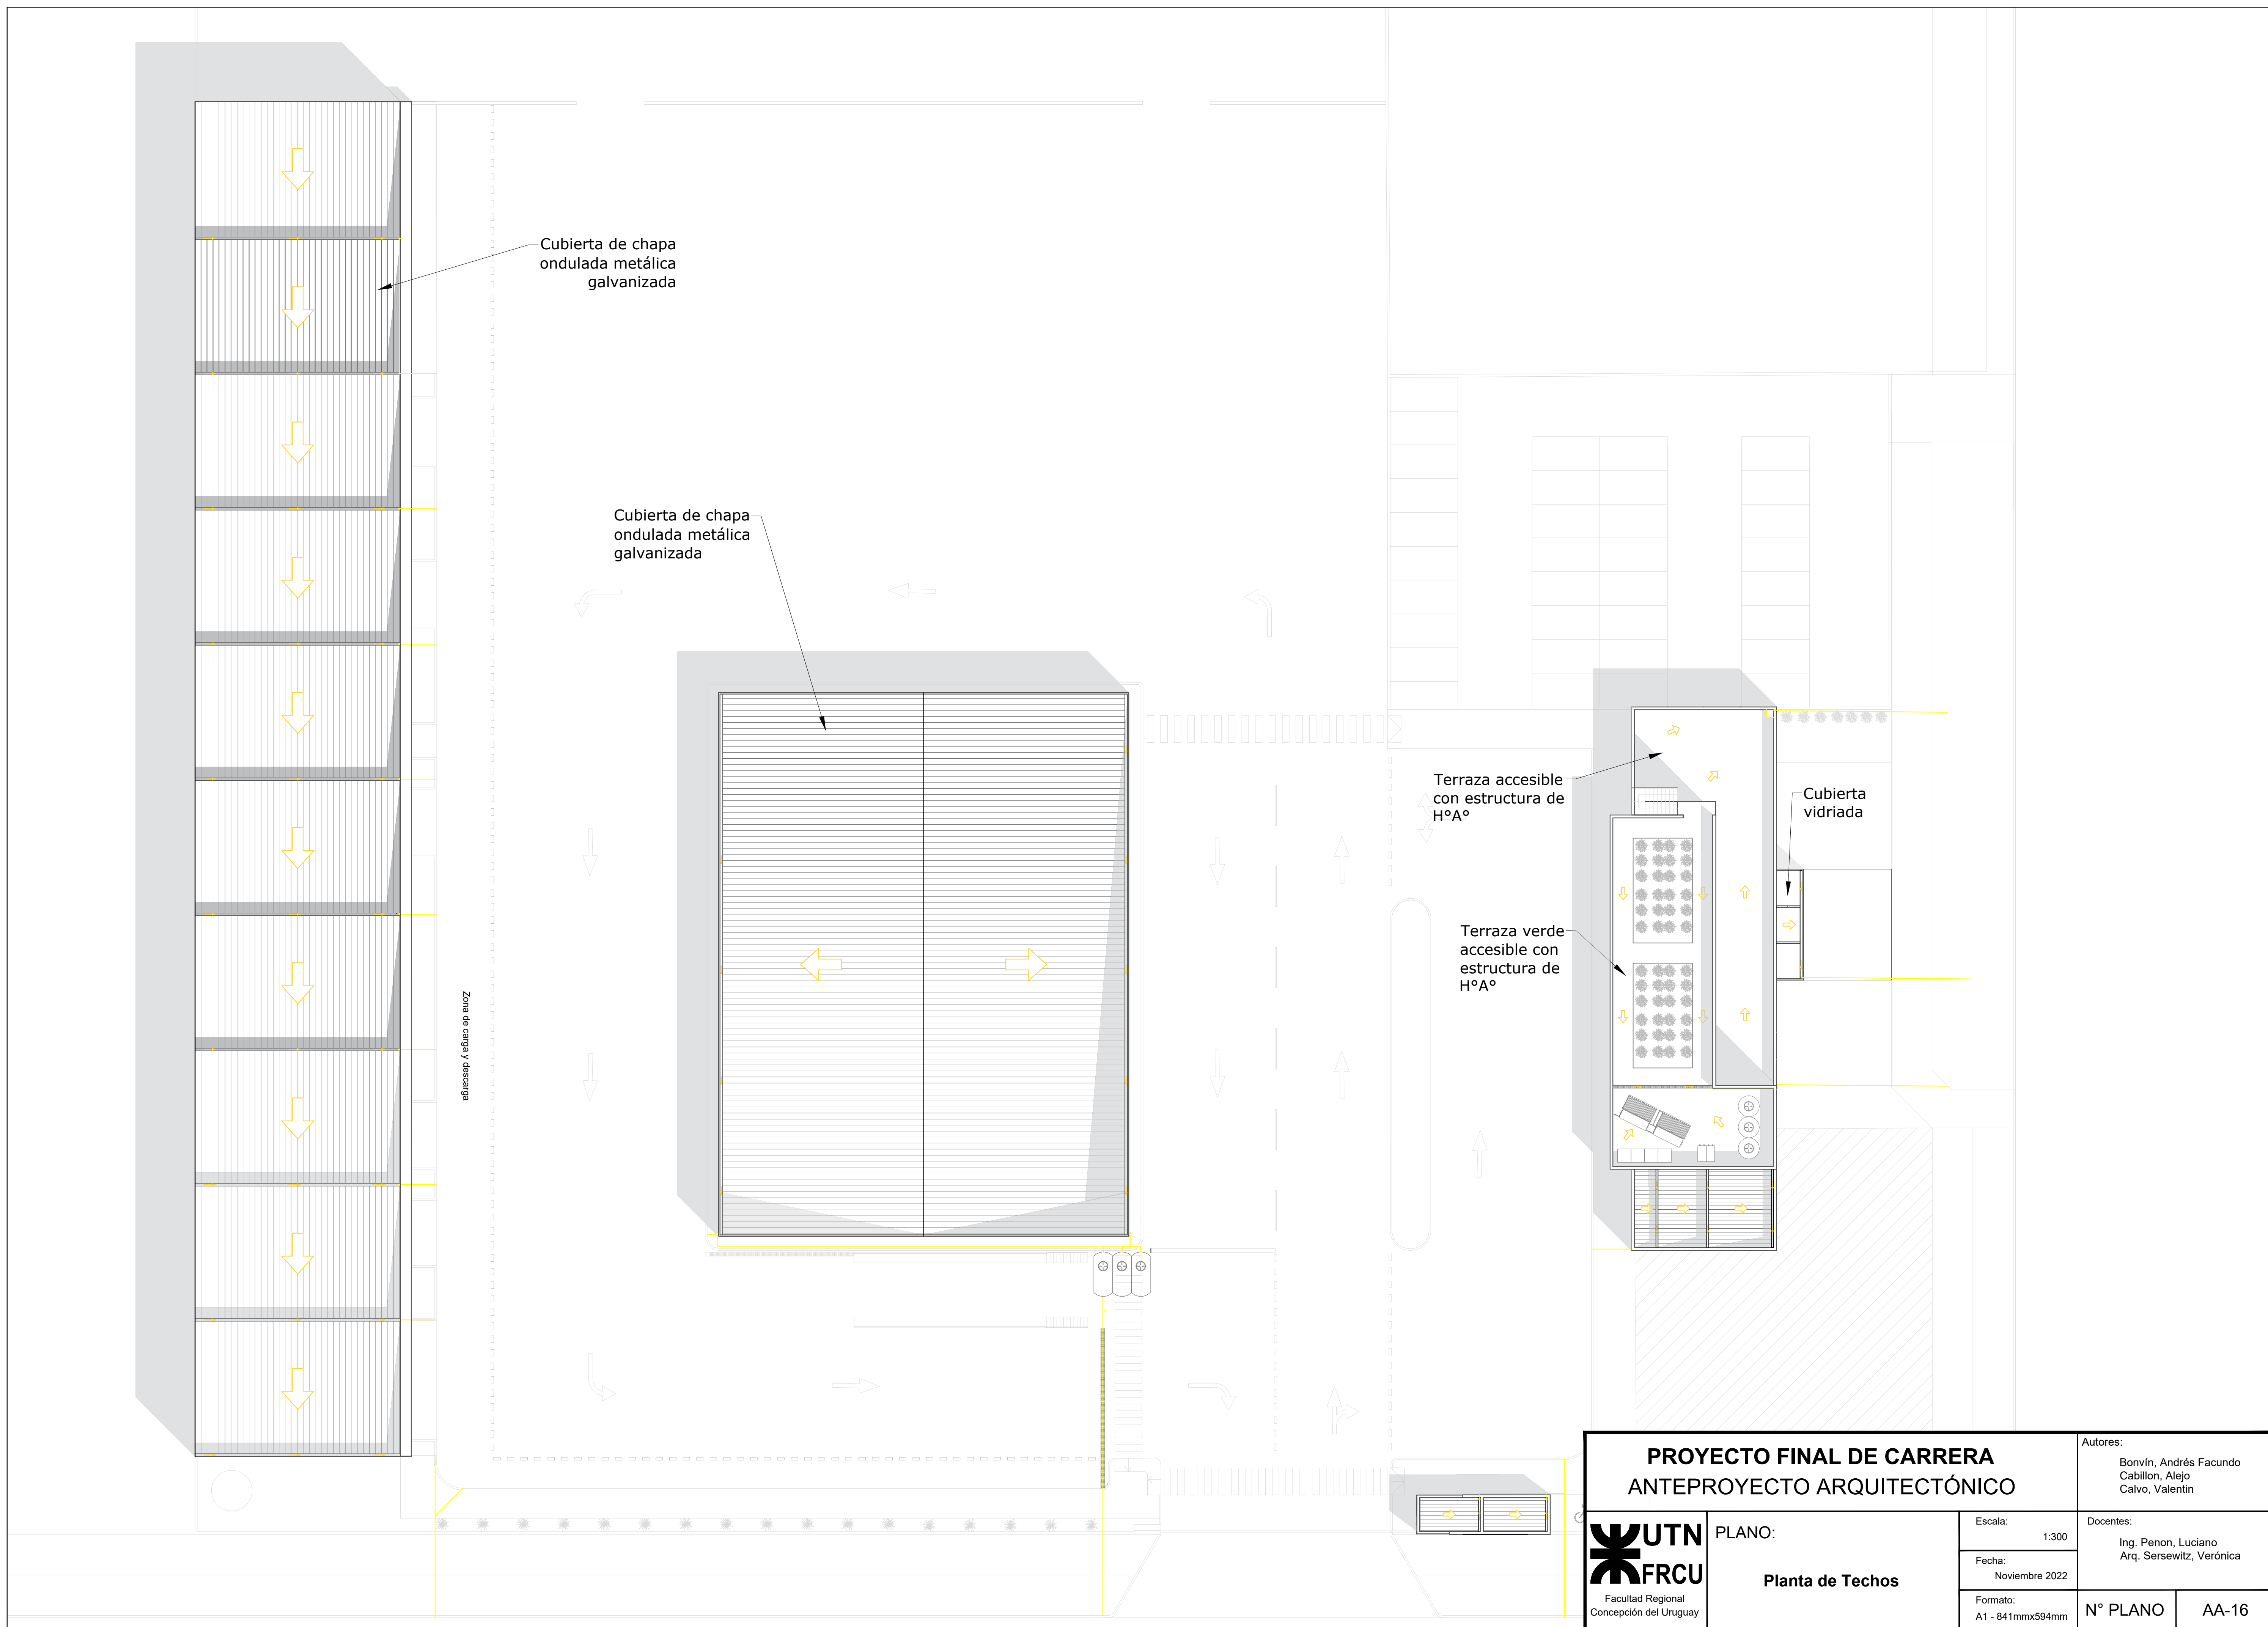 Cubierta de chapa
ondulada metálica
galvanizada
Cubierta de chapa
ondulada metálica
galvanizada
Terraza accesible
con estructura de
H°A°
Cubierta
vidriada
Terraza verde
accesible con
estructura de
H°A°
Zona de carga y descarga
PROYECTO FINAL DE CARRERA
ANTEPROYECTO ARQUITECTÓNICO
Autores:
Bonvín, Andrés Facundo
Cabillon, Alejo
Calvo, Valentin
UTN
FRCU
Facultad Regional
Concepción del Uruguay
PLANO:
Planta de Techos
Escala:
1:300
Fecha:
Noviembre 2022
Formato:
A1 - 841mmx594mm
Docentes:
Ing. Penon, Luciano
Arq. Sersewitz, Verónica
N° PLANO
AA-16